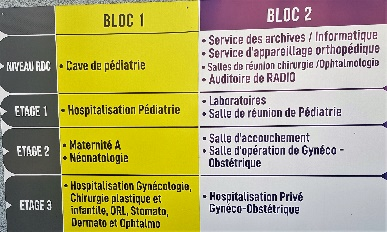 BLOC 1
BLOC 2
NIVEAU RDC
• Cave de pédiatrie
• Service des archives / Informatique
• Service d'appareillage orthopédique
• Salles de réunion chirurgie /Ophtalmologie
• Auditoire de RADIO
ETAGE 1
• Hospitalisation Pédiatrie
• Laboratoires
• Salle de réunion de Pédiatrie
ETAGE 2
• Maternité A
• Néonatologie
• Salle d'accouchement
• Salle d'opération de Gynéco -
Obstétrique
ETAGE 3
• Hospitalisation Gynécologie,
Chirurgie plastique et
infantile, ORL, Stomato,
Dermato et Ophtalmo
• Hospitalisation Privé
Gynéco-Obstétrique